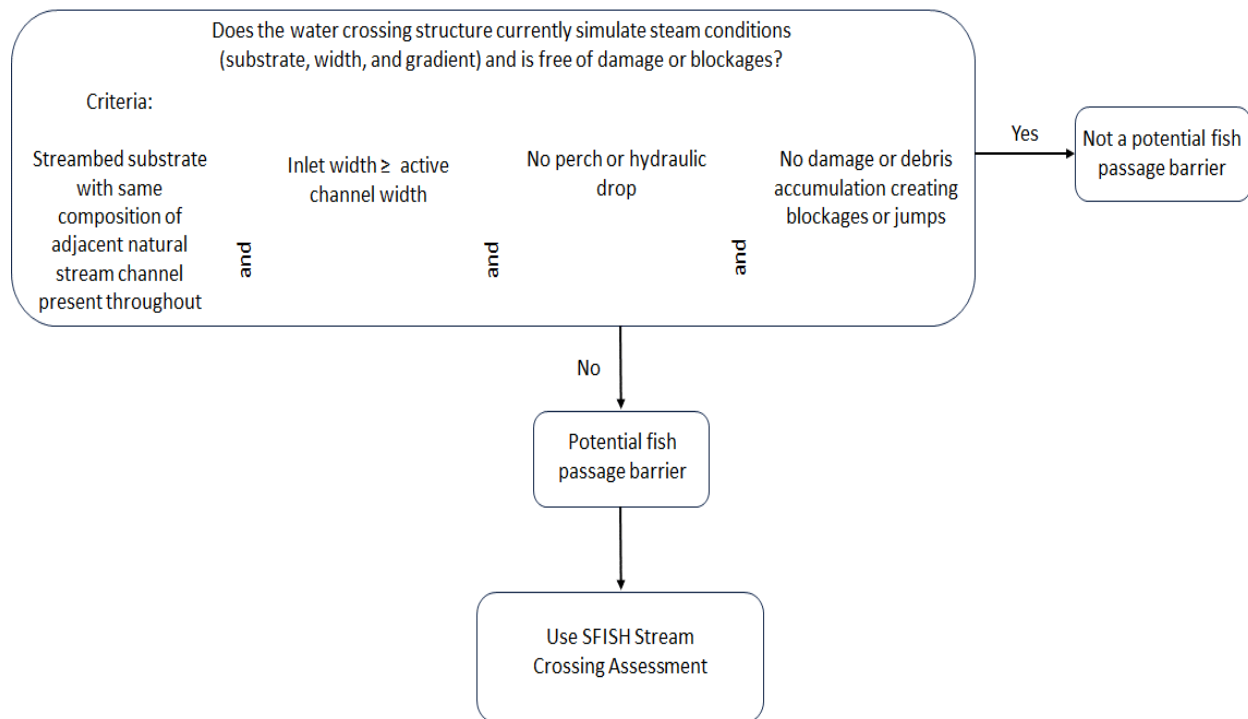 Does the water crossing structure currently simulate steam conditions
(substrate, width, and gradient) and is free of damage or blockages?
Criteria:
Streambed substrate
with same
composition of
adjacent natural
stream channel
present throughout
and
Inlet width ≥ active
channel width
and
No perch or hydraulic
drop
and
No damage or debris
accumulation creating
blockages or jumps
Yes
Not a potential fish
passage barrier
No
Potential fish
passage barrier
Use SFISH Stream
Crossing Assessment